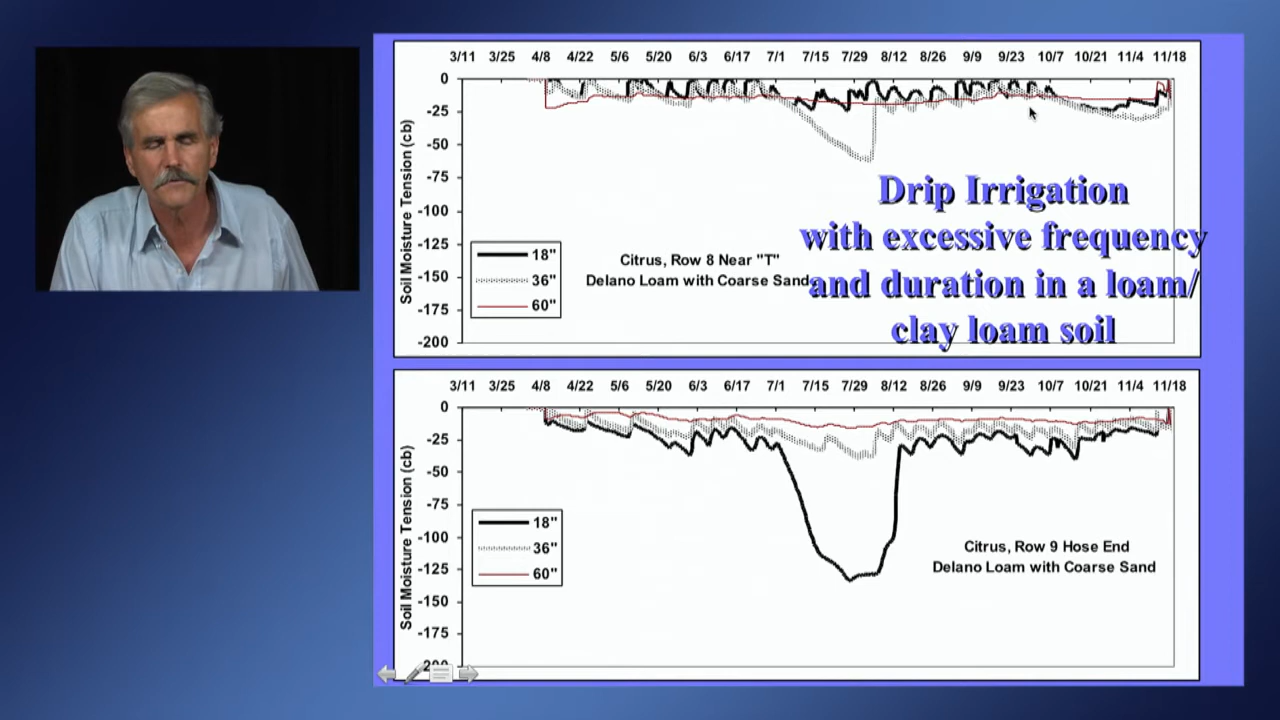 3/11 3/25 4/8 4/22 5/6 5/20 6/3 6/17 7/1 7/15 7/29 8/12 8/26 9/9 9/23 10/7 10/21 11/4 11/18
0
-25
-50
-75
-100
-125
-150
-175
-200
Soil Moisture Tension (cb)
18"
36"
60"
Citrus, Row 8 Near "T"
Delano Loam with Coarse Sand
Drip Irrigation
with excessive frequency
and duration in a loam/
clay loam soil
3/11 3/25 4/8 4/22 5/6 5/20 6/3 6/17 7/1 7/15 7/29 8/12 8/26 9/9 9/23 10/7 10/21 11/4 11/18
0
-25
-50
-75
-100
-125
-150
-175
-200
Soil Moisture Tension (cb)
18"
36"
60"
Citrus, Row 9 Hose End
Delano Loam with Coarse Sand